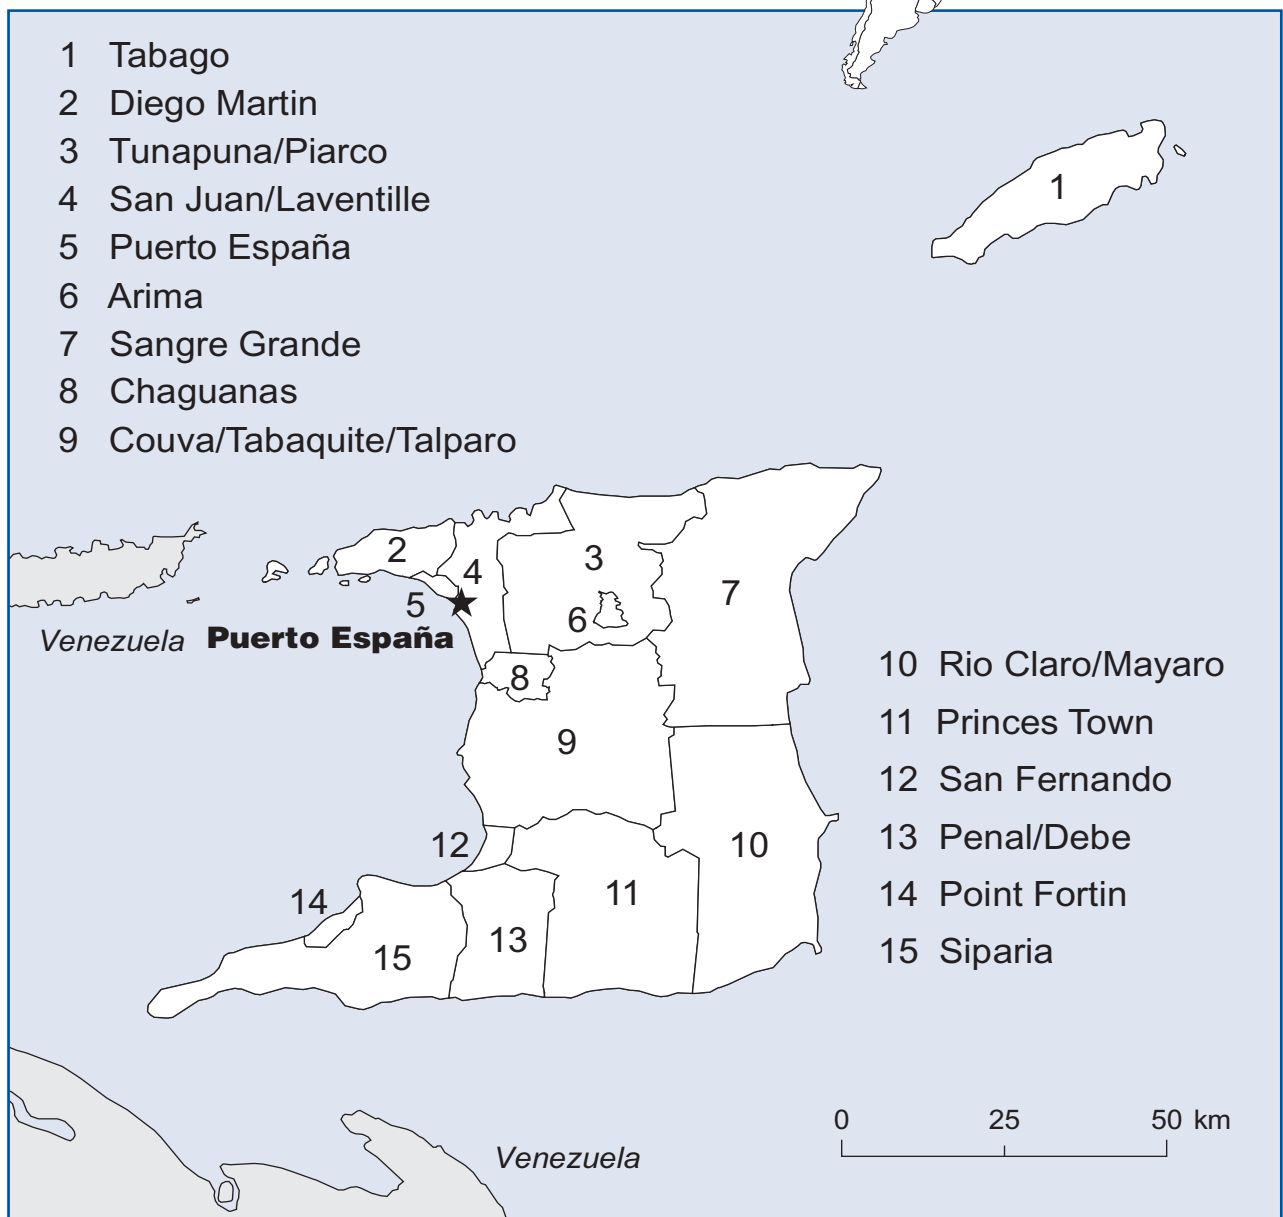 1 Tabago
2 Diego Martin
3 Tunapuna/Piarco
4 San Juan/Laventille
5 Puerto España
6 Arima
7 Sangre Grande
8 Chaguanas
9 Couva/Tabaquite/Talparo
1
2
3
4
5
6
7
Venezuela
Puerto España
8
9
10 Rio Claro/Mayaro
11 Princes Town
12 San Fernando
13 Penal/Debe
14 Point Fortin
15 Siparia
12
10
14
11
13
15
0 25 50 km
Venezuela